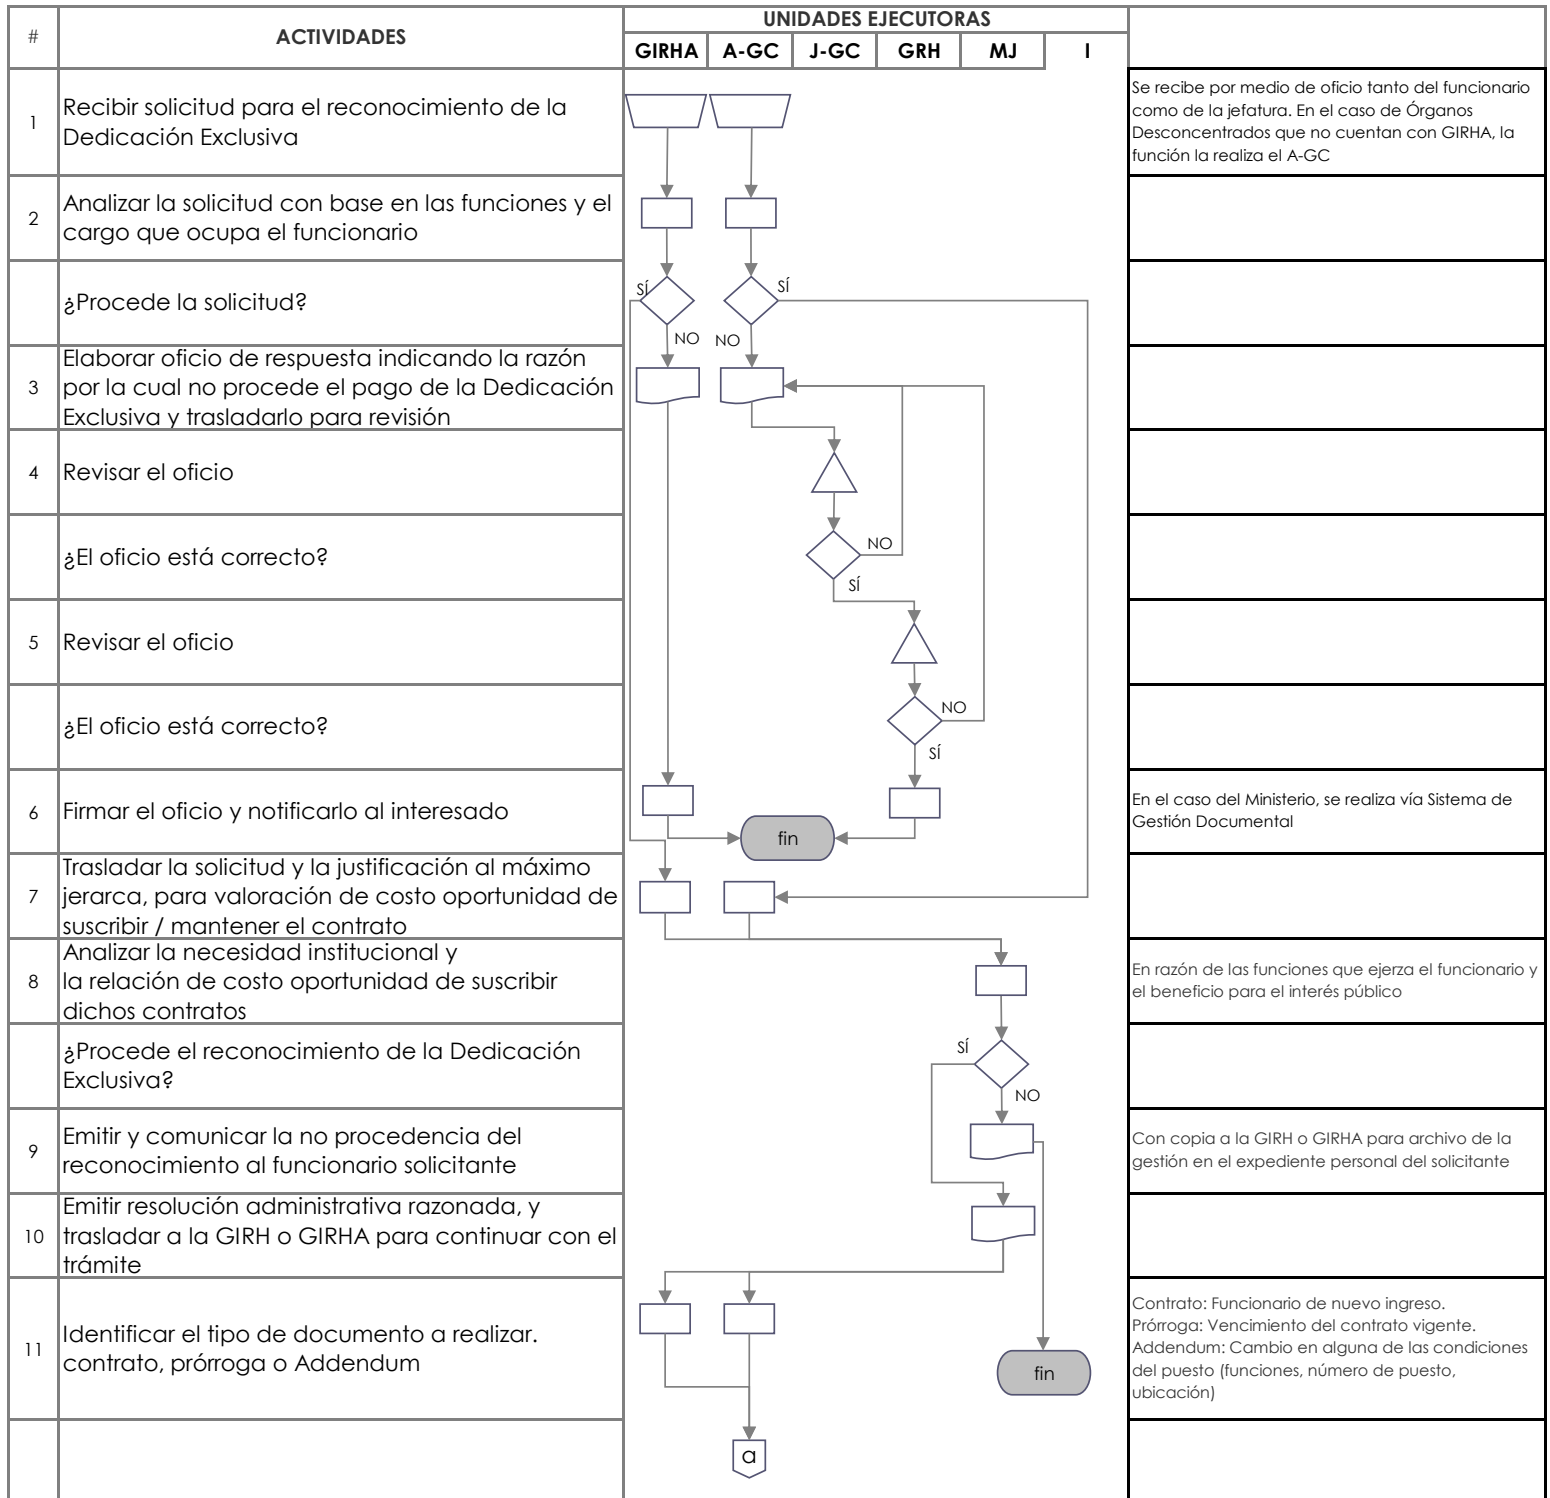 #
ACTIVIDADES
UNIDADES EJECUTORAS
GIRHA A-GC J-GC GRH MJ I
1
Recibir solicitud para el reconocimiento de la
Dedicación Exclusiva
Se recibe por medio de oficio tanto del funcionario
como de la jefatura. En el caso de Órganos
Desconcentrados que no cuentan con GIRHA, la
función la realiza el A-GC
2
Analizar la solicitud con base en las funciones y el
cargo que ocupa el funcionario
¿Procede la solicitud?
SÍ
SÍ
NO
NO
3
Elaborar oficio de respuesta indicando la razón
por la cual no procede el pago de la Dedicación
Exclusiva y trasladarlo para revisión
4
Revisar el oficio
¿El oficio está correcto?
NO
SÍ
5
Revisar el oficio
¿El oficio está correcto?
NO
SÍ
6
Firmar el oficio y notificarlo al interesado
fin
En el caso del Ministerio, se realiza vía Sistema de
Gestión Documental
7
Trasladar la solicitud y la justificación al máximo
jerarca, para valoración de costo oportunidad de
suscribir / mantener el contrato
8
Analizar la necesidad institucional y
la relación de costo oportunidad de suscribir
dichos contratos
En razón de las funciones que ejerza el funcionario y
el beneficio para el interés público
¿Procede el reconocimiento de la Dedicación
Exclusiva?
SÍ
NO
9
Emitir y comunicar la no procedencia del
reconocimiento al funcionario solicitante
Con copia a la GIRH o GIRHA para archivo de la
gestión en el expediente personal del solicitante
10
Emitir resolución administrativa razonada, y
trasladar a la GIRH o GIRHA para continuar con el
trámite
11
Identificar el tipo de documento a realizar.
contrato, prórroga o Addendum
fin
Contrato: Funcionario de nuevo ingreso.
Prórroga: Vencimiento del contrato vigente.
Addendum: Cambio en alguna de las condiciones
del puesto (funciones, número de puesto,
ubicación)
a